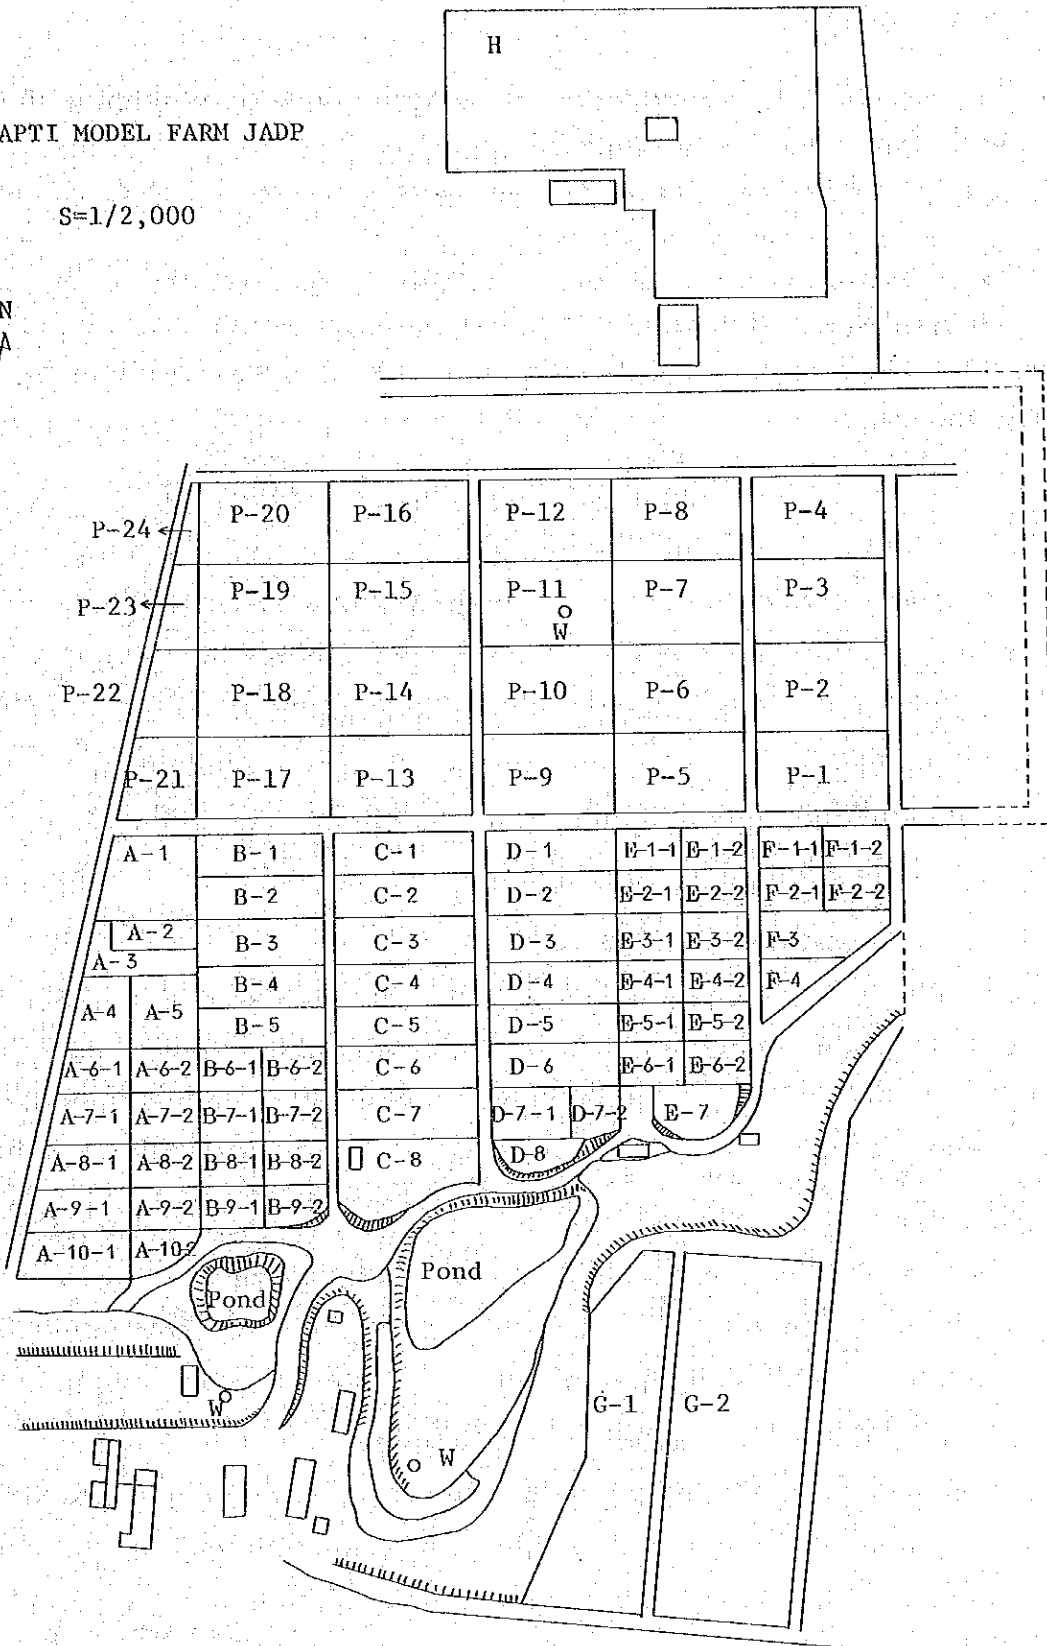 H
APTI MODEL FARM JADP
S=1/2,000
N
P-24 P-20 P-16 P-12 P-8 P-4
P-23 P-19 P-15 P-11 P-7 P-3
W
P-22 P-18 P-14 P-10 P-6 P-2
P-21 P-17 P-13 P-9 P-5 P-1
A-1 B-1 C-1 D-1 E-1-1 E-1-2 F-1-1 F-1-2
B-2 C-2 D-2 E-2-1 E-2-2 F-2-1 F-2-2
A-2 B-3 C-3 D-3 E-3-1 E-3-2 F-3
A-3
B-4 C-4 D-4 E-4-1 E-4-2 F-4
A-4 A-5 B-5 C-5 D-5 E-5-1 E-5-2
A-6-1 A-6-2 B-6-1 B-6-2 C-6 D-6 E-6-1 E-6-2
A-7-1 A-7-2 B-7-1 B-7-2 C-7 D-7-1 D-7-2 E-7
A-8-1 A-8-2 B-8-1 B-8-2 C-8 D-8
A-9-1 A-9-2 B-9-1 B-9-2
A-10-1 A-10-2
Pond Pond
G-1 G-2
W
W